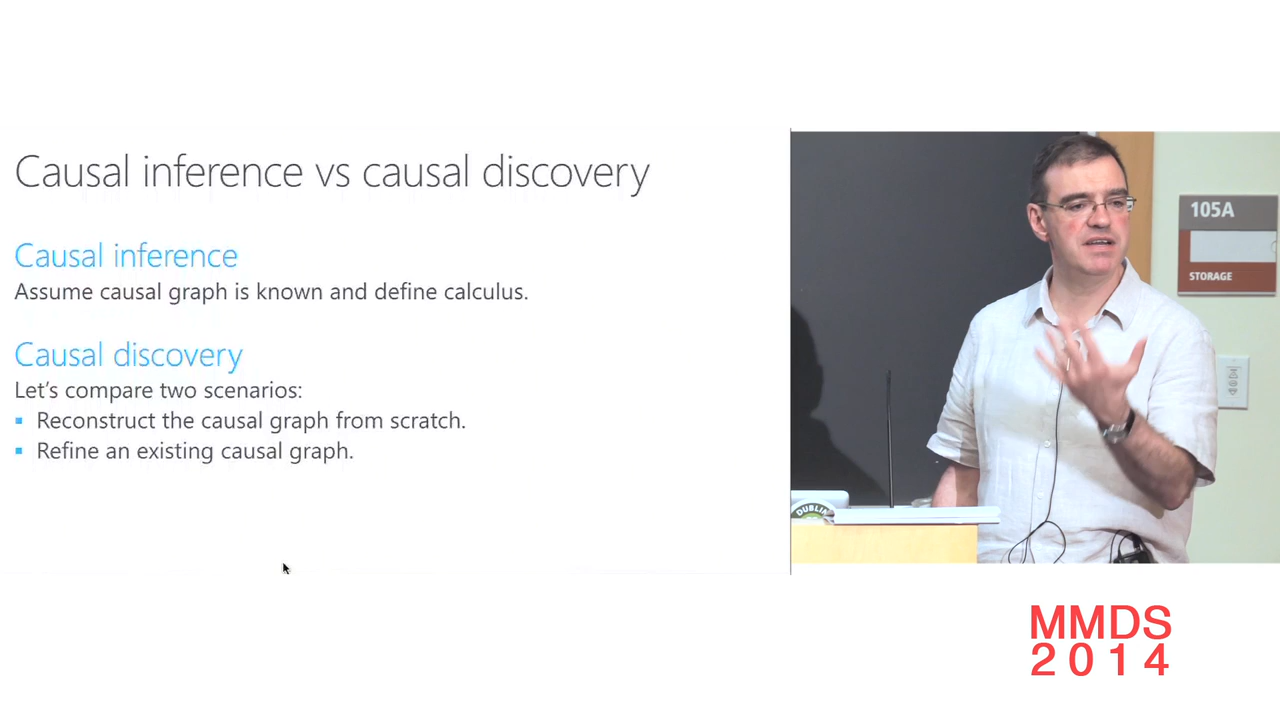 Causal inference vs causal discovery
Causal inference
Assume causal graph is known and define calculus.
Causal discovery
Let's compare two scenarios:
▪ Reconstruct the causal graph from scratch.
▪ Refine an existing causal graph.
105A
STORAGE
DUBLIN
MMDS
2014